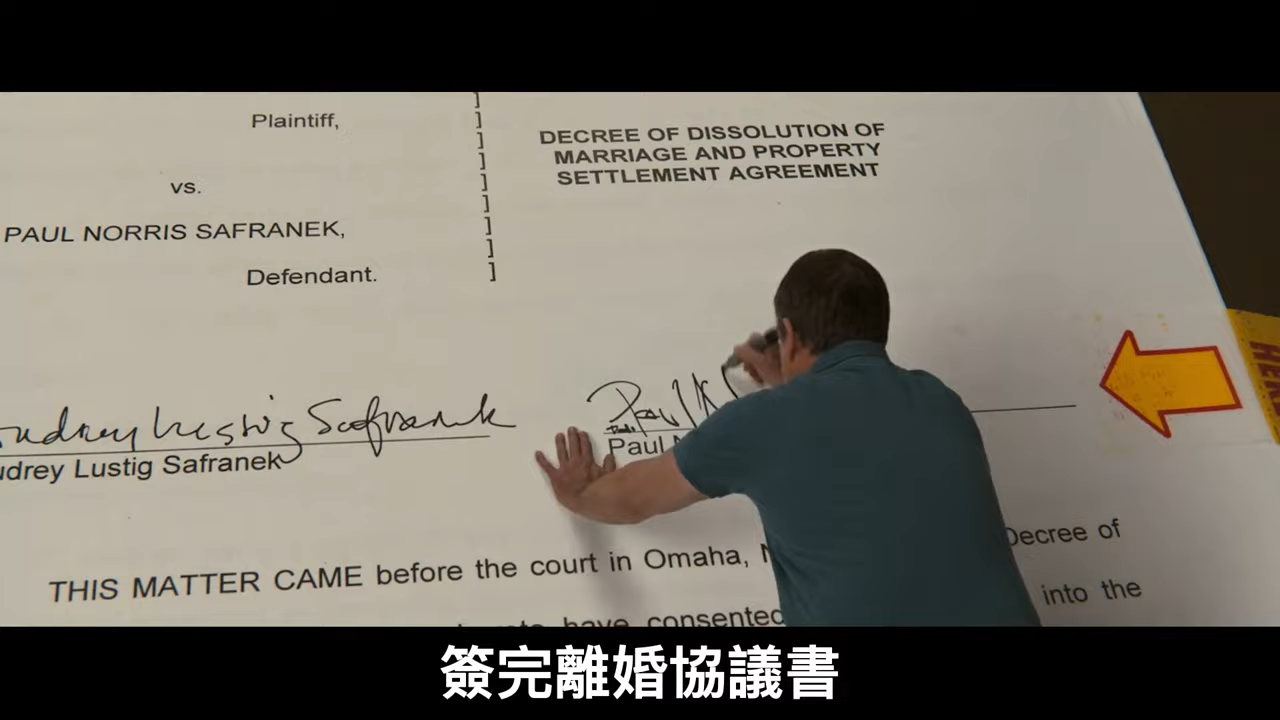 Plaintiff,
vs.
PAUL NORRIS SAFRANEK,
Defendant.
]
]
]
]
]
]
]
]
]
DECREE OF DISSOLUTION OF
MARRIAGE AND PROPERTY
SETTLEMENT AGREEMENT
udrey Lustig Safranek
Paul
udrey Lustig Safranek
Paul N
THIS MATTER CAME before the court in Omaha, N Decree of
have consented into the
簽完離婚協議書